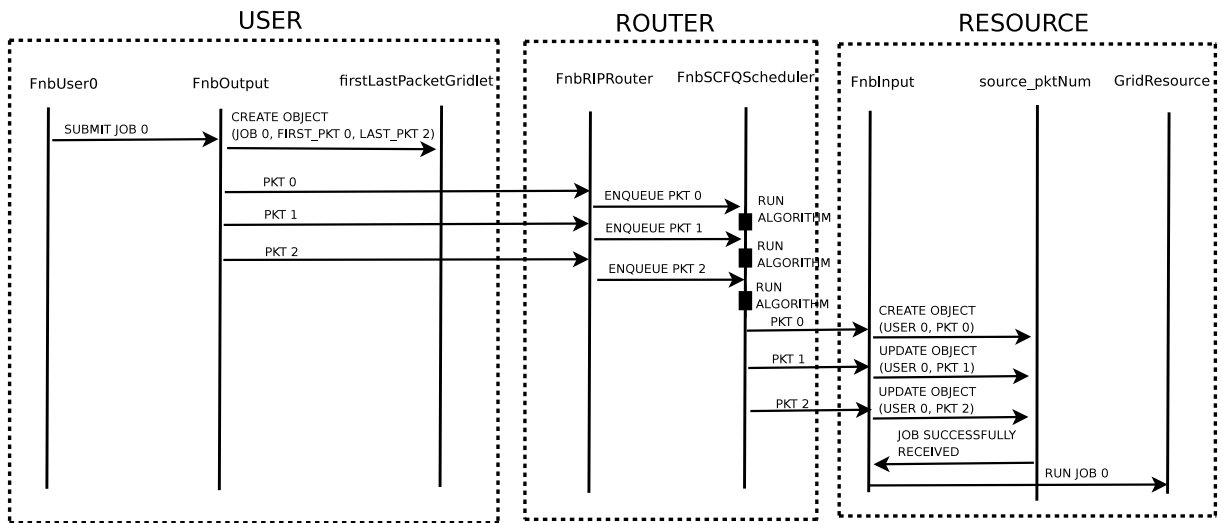 USER
ROUTER
RESOURCE
FnbUser0
FnbOutput
firstLastPacketGridlet
FnbRIPRouter
FnbSCFQScheduler
FnbInput
source_pktNum
GridResource
SUBMIT JOB 0
CREATE OBJECT
(JOB 0, FIRST_PKT 0, LAST_PKT 2)
PKT 0
PKT 1
PKT 2
ENQUEUE PKT 0
RUN
ALGORITHM
ENQUEUE PKT 1
RUN
ALGORITHM
ENQUEUE PKT 2
RUN
ALGORITHM
PKT 0
CREATE OBJECT
(USER 0, PKT 0)
PKT 1
UPDATE OBJECT
(USER 0, PKT 1)
PKT 2
UPDATE OBJECT
(USER 0, PKT 2)
JOB SUCCESSFULLY
RECEIVED
RUN JOB 0